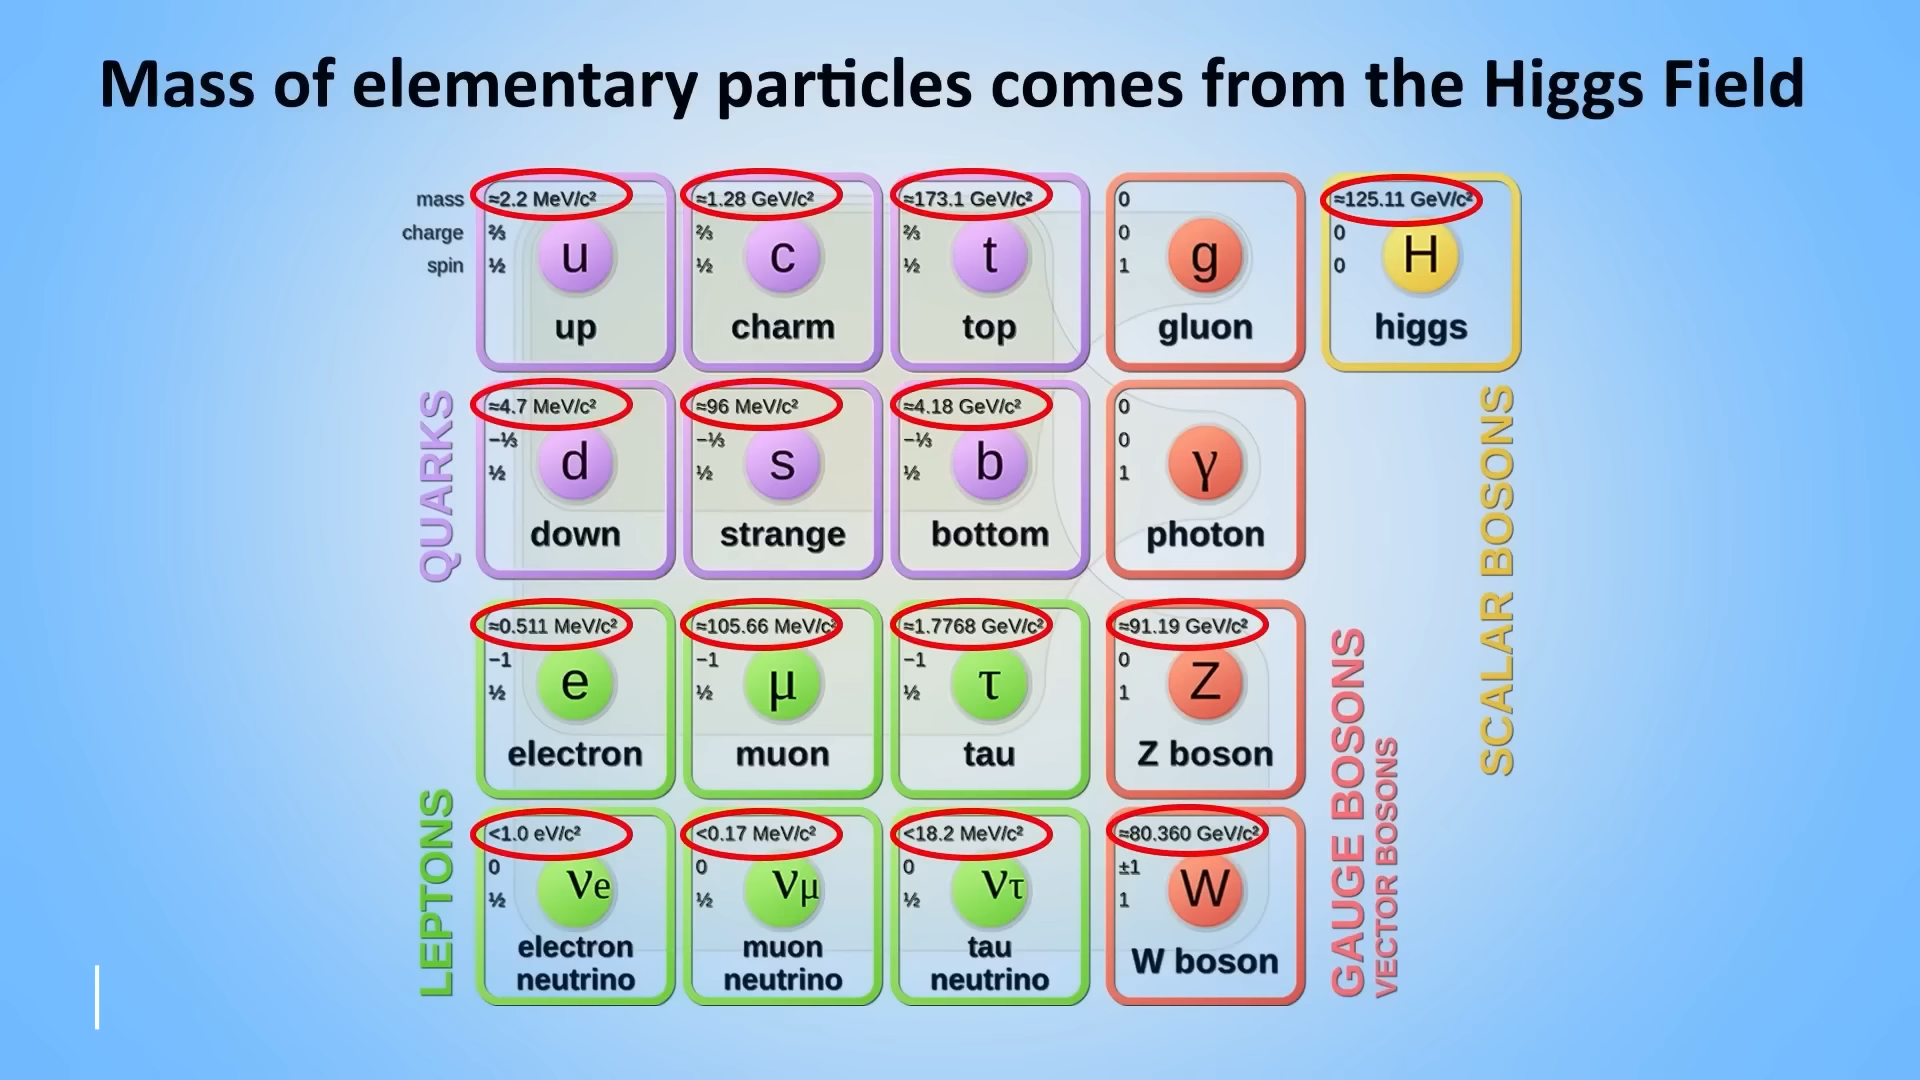 Mass of elementary particles comes from the Higgs Field
mass
charge
spin
≈2.2 MeV/c²
⅔
½
u
up
≈1.28 GeV/c²
⅔
½
c
charm
≈173.1 GeV/c²
⅔
½
t
top
0
0
1
g
gluon
≈125.11 GeV/c²
0
0
H
higgs
QUARKS
≈4.7 MeV/c²
−⅓
½
d
down
≈96 MeV/c²
−⅓
½
s
strange
≈4.18 GeV/c²
−⅓
½
b
bottom
0
0
1
γ
photon
SCALAR BOSONS
LEPTONS
≈0.511 MeV/c²
−1
½
e
electron
≈105.66 MeV/c²
−1
½
μ
muon
≈1.7768 GeV/c²
−1
½
τ
tau
≈91.19 GeV/c²
0
1
Z
Z boson
<1.0 eV/c²
0
½
νe
electron
neutrino
<0.17 MeV/c²
0
½
νμ
muon
neutrino
<18.2 MeV/c²
0
½
ντ
tau
neutrino
≈80.360 GeV/c²
±1
1
W
W boson
GAUGE BOSONS
VECTOR BOSONS